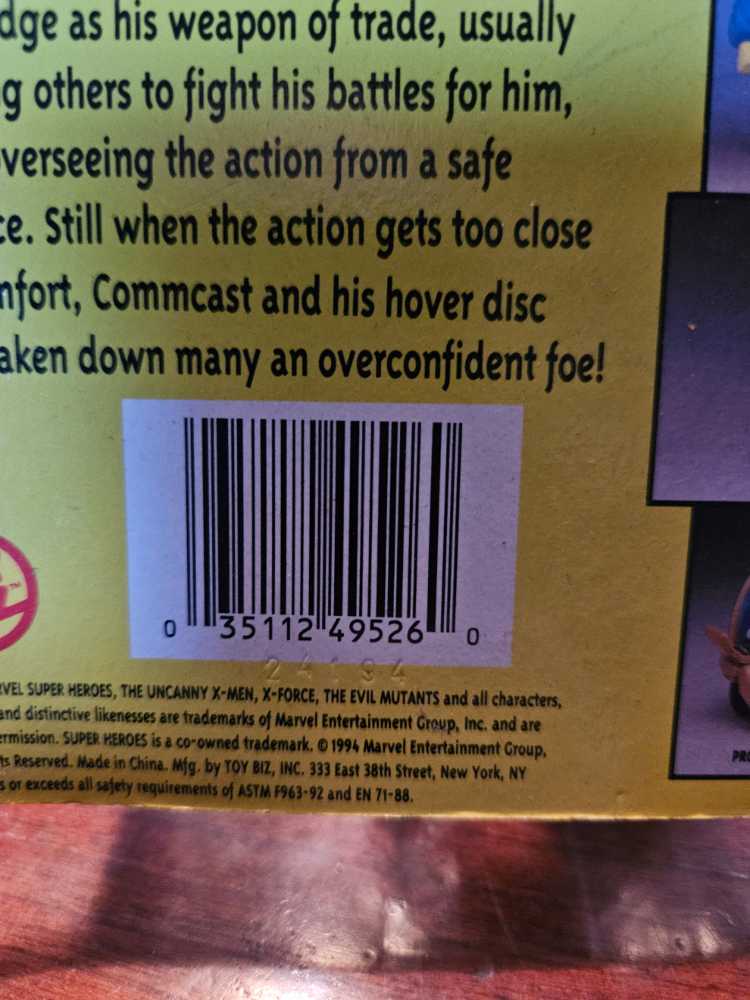 dge as his weapon of trade, usually
g others to fight his battles for him,
verseeing the action from a safe
ce. Still when the action gets too close
mfort, Commcast and his hover disc
aken down many an overconfident foe!
0 35112 49526 0
TM
VEL SUPER HEROES, THE UNCANNY X-MEN, X-FORCE, THE EVIL MUTANTS and all characters,
and distinctive likenesses are trademarks of Marvel Entertainment Group, Inc. and are
ermission. SUPER HEROES is a co-owned trademark. © 1994 Marvel Entertainment Group,
ts Reserved. Made in China. Mfg. by TOY BIZ, INC. 333 East 38th Street, New York, NY
s or exceeds all safety requirements of ASTM F963-92 and EN 71-88.
PRO